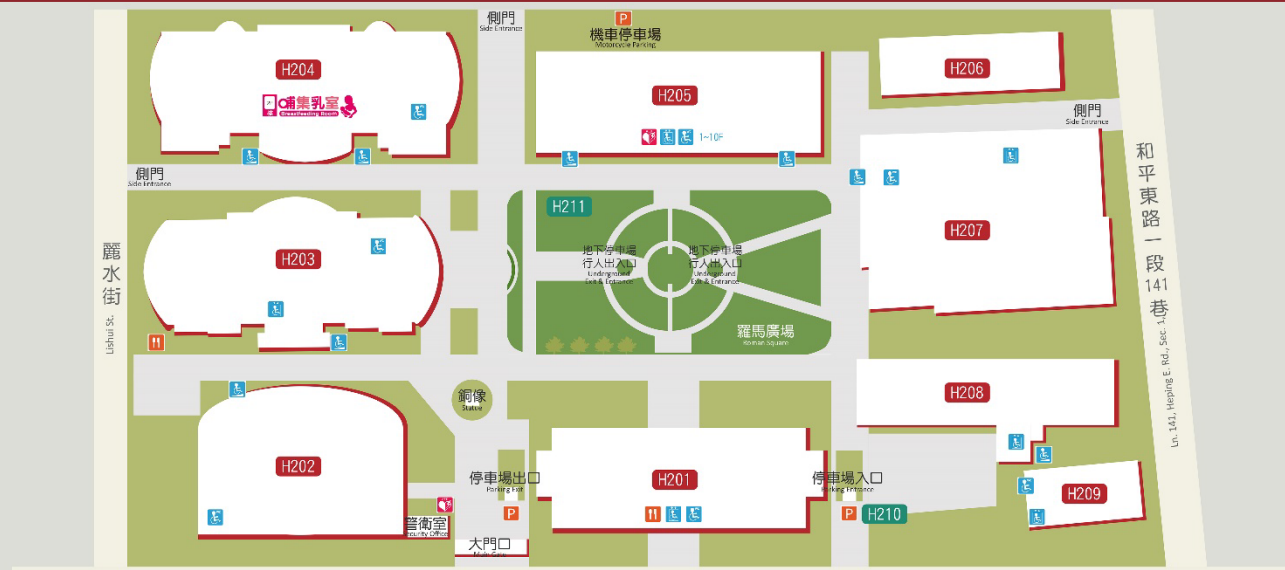 側門
Side Entrance
P
機車停車場
Motorcycle Parking
H204
哺集乳室
Breastfeeding Room
H205
1~10F
H206
側門
Side Entrance
側門
Side Entrance
和平東路一段141巷
Ln. 141, Heping E. Rd., Sec. 1,
H211
H207
麗水街
Lishui St.
H203
地下停車場
行人出入口
Underground
Exit & Entrance
地下停車場
行人出入口
Underground
Exit & Entrance
羅馬廣場
Roman Square
銅像
Statue
H208
H202
停車場出口
Parking Exit
P
H201
停車場入口
Parking Entrance
P
H210
H209
警衛室
Security Office
大門口
Main Gate